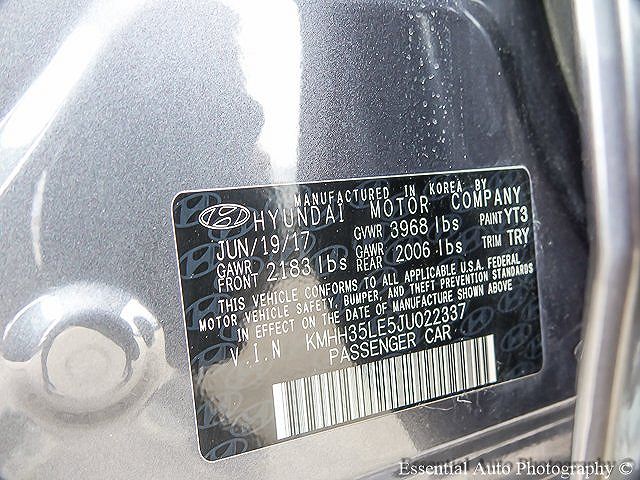 MANUFACTURED IN KOREA BY
HYUNDAI MOTOR COMPANY
JUN/19/17 GVWR 3968 lbs PAINT YT3
GAWR FRONT 2183 lbs GAWR REAR 2006 lbs TRIM TRY
THIS VEHICLE CONFORMS TO ALL APPLICABLE U.S.A. FEDERAL
MOTOR VEHICLE SAFETY, BUMPER, AND THEFT PREVENTION STANDARDS
IN EFFECT ON THE DATE OF MANUFACTURE SHOWN ABOVE.
V.I.N KMHH35LE5JU022337
PASSENGER CAR
Essential Auto Photography ©